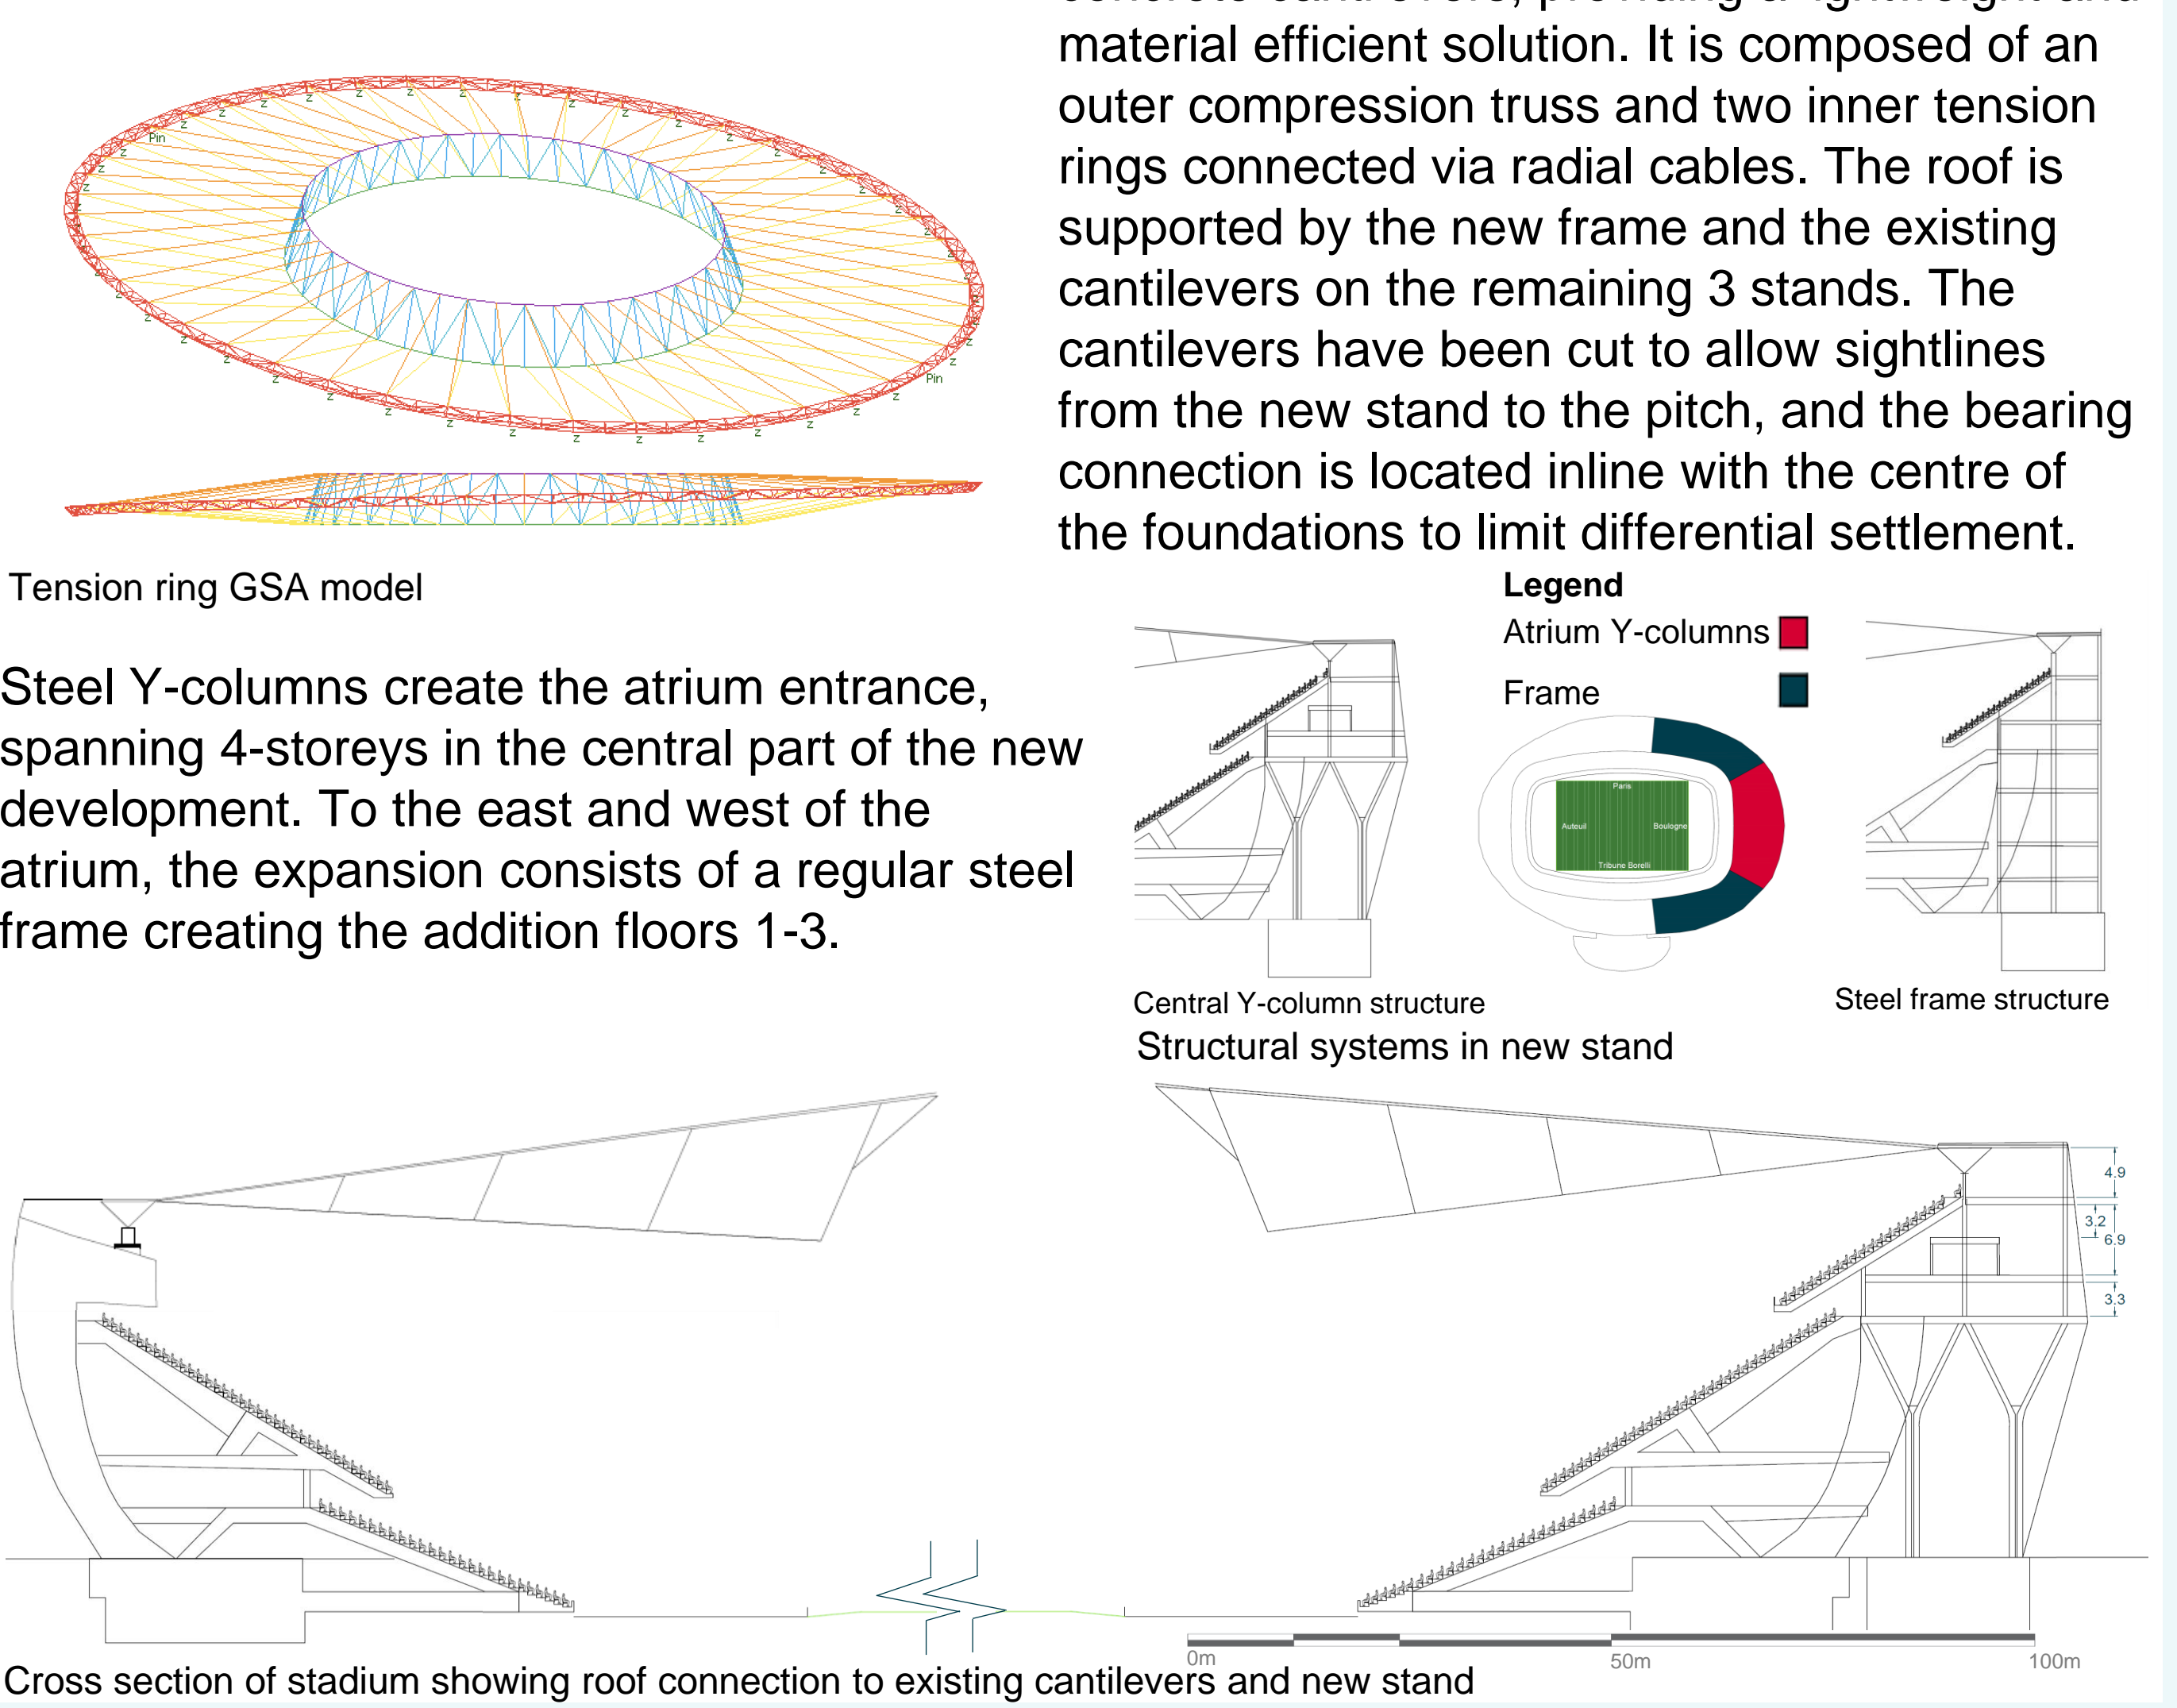 material efficient solution. It is composed of an
outer compression truss and two inner tension
rings connected via radial cables. The roof is
supported by the new frame and the existing
cantilevers on the remaining 3 stands. The
cantilevers have been cut to allow sightlines
from the new stand to the pitch, and the bearing
connection is located inline with the centre of
the foundations to limit differential settlement.
Pin
Pin
Tension ring GSA model
Steel Y-columns create the atrium entrance,
spanning 4-storeys in the central part of the new
development. To the east and west of the
atrium, the expansion consists of a regular steel
frame creating the addition floors 1-3.
Legend
Atrium Y-columns
Frame
Paris
Auteuil
Boulogne
Tribune Borelli
Central Y-column structure
Steel frame structure
Structural systems in new stand
4.9
3.2
6.9
3.3
0m
50m
100m
Cross section of stadium showing roof connection to existing cantilevers and new stand